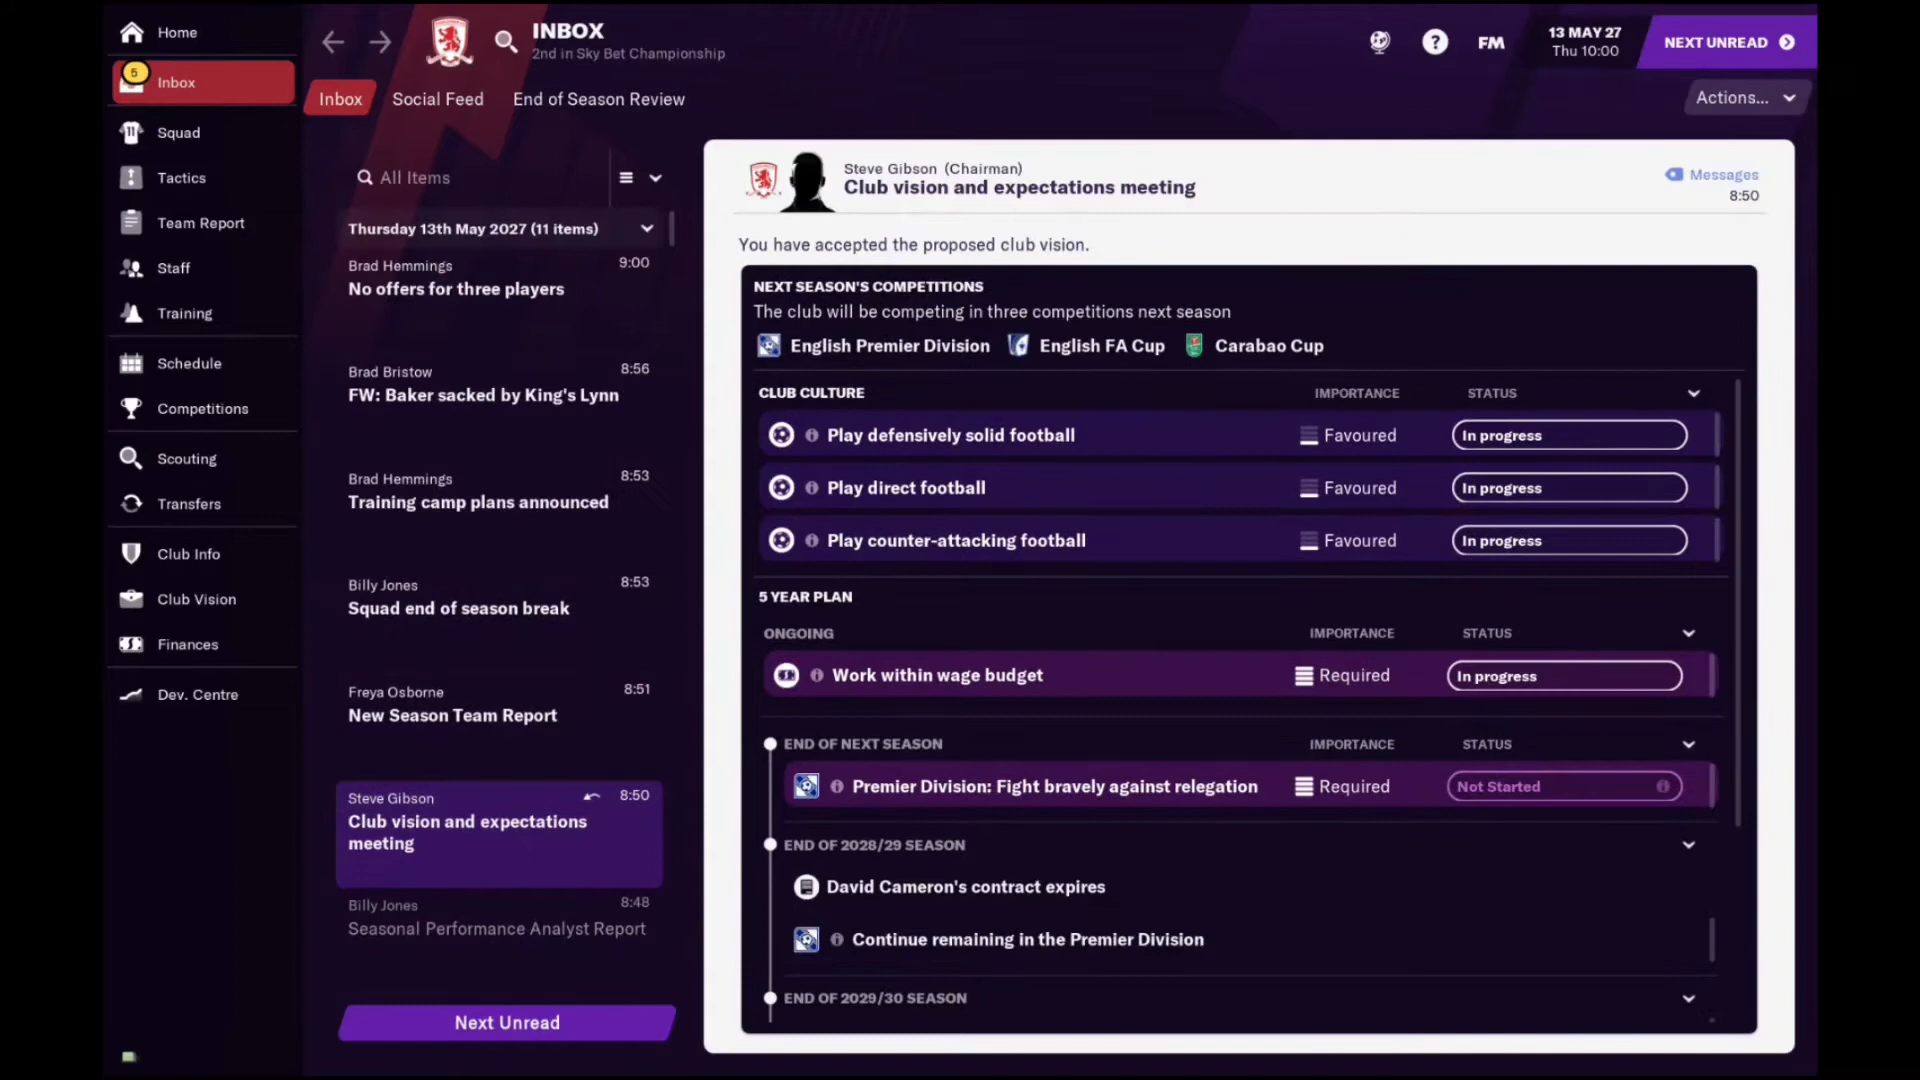 Home
5
Inbox
Squad
Tactics
Team Report
Staff
Training
Schedule
Competitions
Scouting
Transfers
Club Info
Club Vision
Finances
Dev. Centre
INBOX
2nd in Sky Bet Championship
?
FM
13 MAY 27
Thu 10:00
NEXT UNREAD
Inbox
Social Feed
End of Season Review
Actions...
All Items
Thursday 13th May 2027 (11 items)
Brad Hemmings 9:00
No offers for three players
Brad Bristow 8:56
FW: Baker sacked by King's Lynn
Brad Hemmings 8:53
Training camp plans announced
Billy Jones 8:53
Squad end of season break
Freya Osborne 8:51
New Season Team Report
Steve Gibson 8:50
Club vision and expectations
meeting
Billy Jones 8:48
Seasonal Performance Analyst Report
Next Unread
Steve Gibson (Chairman)
Club vision and expectations meeting
Messages
8:50
You have accepted the proposed club vision.
NEXT SEASON'S COMPETITIONS
The club will be competing in three competitions next season
English Premier Division English FA Cup Carabao Cup
CLUB CULTURE IMPORTANCE STATUS
Play defensively solid football Favoured In progress
Play direct football Favoured In progress
Play counter-attacking football Favoured In progress
5 YEAR PLAN
ONGOING IMPORTANCE STATUS
Work within wage budget Required In progress
END OF NEXT SEASON IMPORTANCE STATUS
Premier Division: Fight bravely against relegation Required Not Started
END OF 2028/29 SEASON
David Cameron's contract expires
Continue remaining in the Premier Division
END OF 2029/30 SEASON